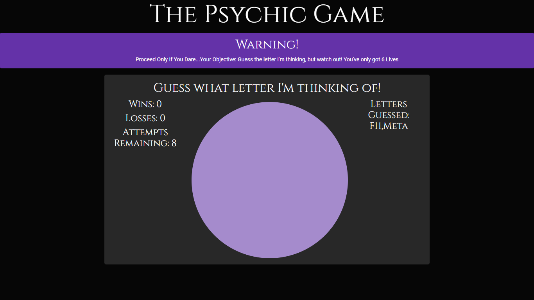 The Psychic Game
Warning!
Proceed Only If You Dare.. Your Objective: Guess the letter I'm thinking, but watch out! You've only got 6 Lives
Guess what letter I'm thinking of!
Wins: 0
Losses: 0
Attempts
Remaining: 8
Letters
Guessed:
F11,Meta